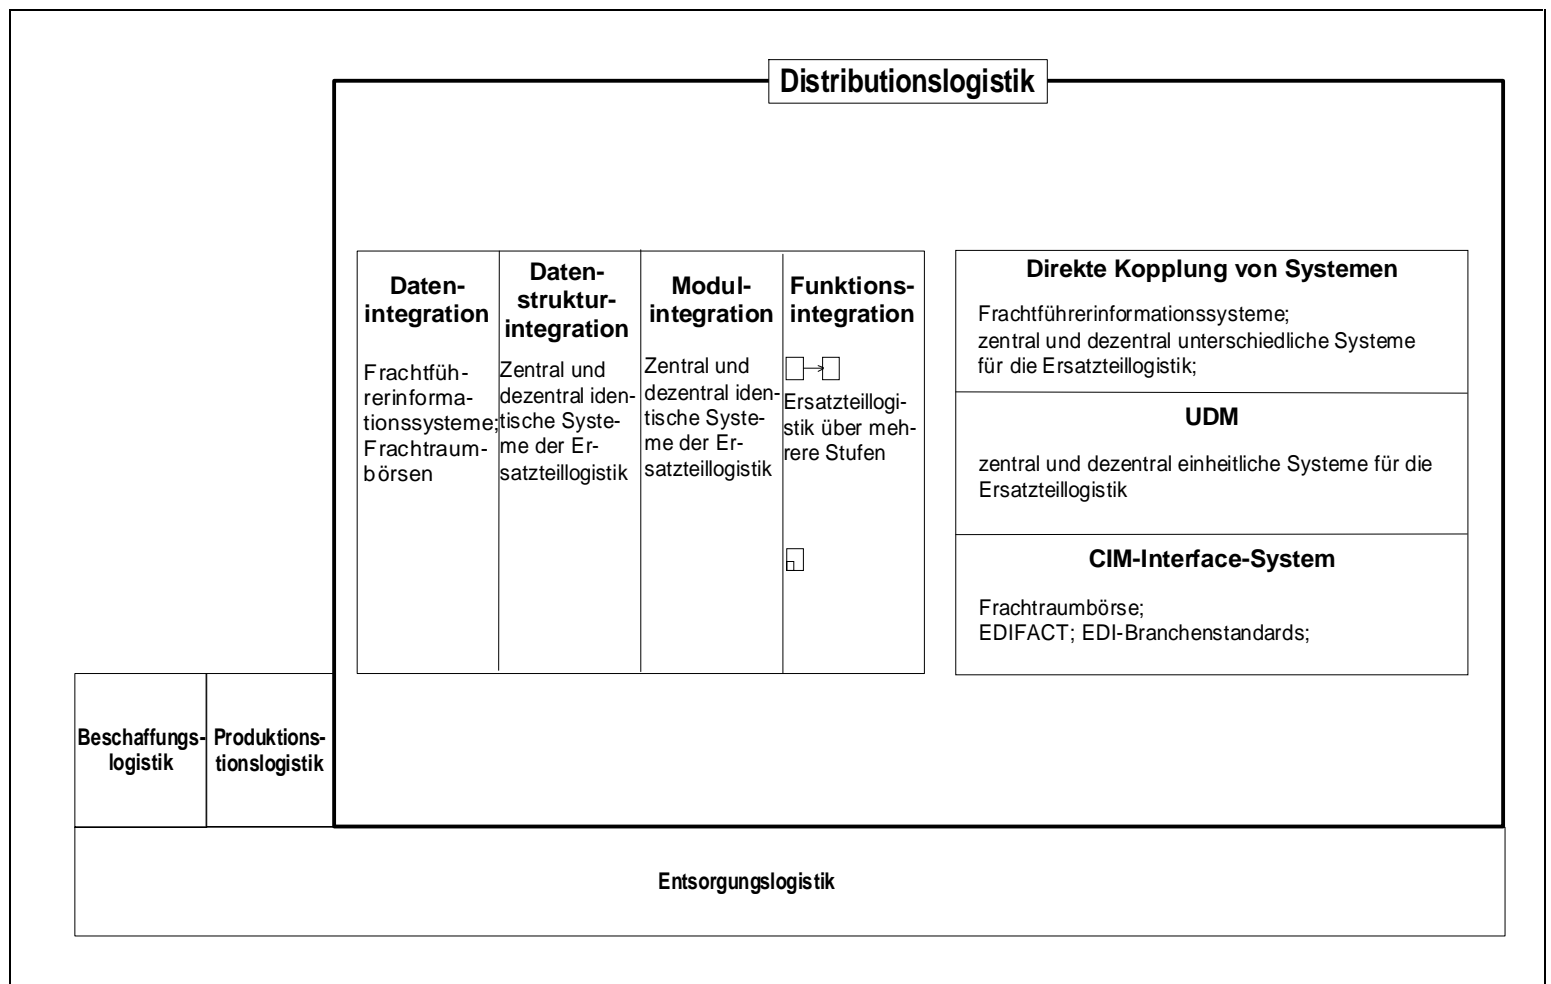 Distributionslogistik
Daten-
integration
Frachtfüh-
rerinforma-
tionssysteme;
Frachtraum-
börsen
Daten-
struktur-
integration
Zentral und
dezentral iden-
tische Syste-
me der Er-
satzteillogistik
Modul-
integration
Zentral und
dezentral iden-
tische Syste-
me der Er-
satzteillogistik
Funktions-
integration
Ersatzteillogi-
stik über meh-
rere Stufen
Direkte Kopplung von Systemen
Frachtführerinformationssysteme;
zentral und dezentral unterschiedliche Systeme
für die Ersatzteillogistik;
UDM
zentral und dezentral einheitliche Systeme für die
Ersatzteillogistik
CIM-Interface-System
Frachtraumbörse;
EDIFACT; EDI-Branchenstandards;
Beschaffungs-
logistik
Produktions-
tionslogistik
Entsorgungslogistik